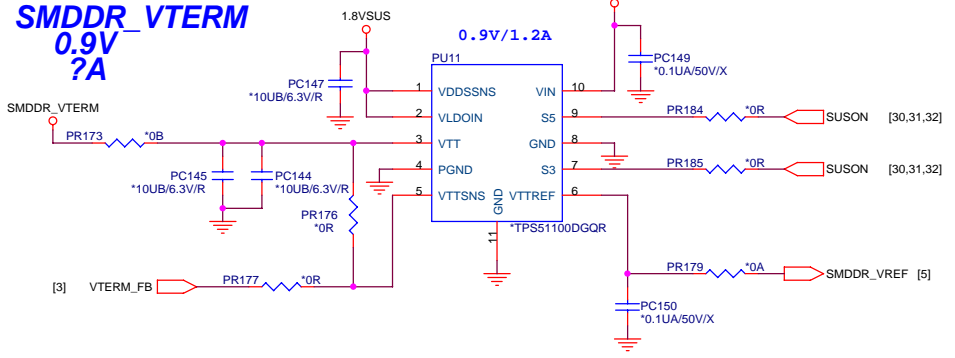 SMDDR_VTERM
0.9V
?A
1.8VSUS
0.9V/1.2A
PU11
PC147
*10UB/6.3V/R
PC149
*0.1UA/50V/X
1 VDDSSNS
VIN 10
2 VLDOIN
S5 9
PR184 *0R
SUSON [30,31,32]
SMDDR_VTERM
PR173 *0B
3 VTT
GND 8
4 PGND
S3 7
PR185 *0R
SUSON [30,31,32]
PC145
*10UB/6.3V/R
PC144
*10UB/6.3V/R
5 VTTSNS
GND
VTTREF 6
11
*TPS51100DGQR
PR176
*0R
[3] VTERM_FB
PR177 *0R
PR179 *0A
SMDDR_VREF [5]
PC150
*0.1UA/50V/X